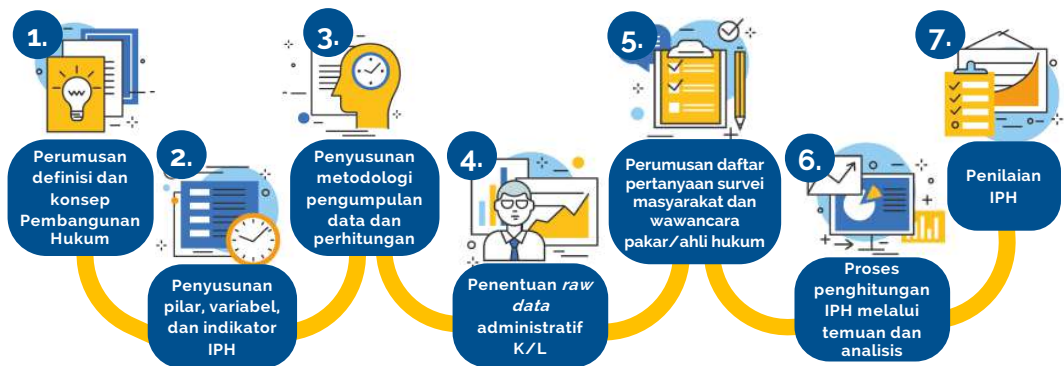 1.
Perumusan
definisi dan
konsep
Pembangunan
Hukum
2.
Penyusunan
pilar, variabel,
dan indikator
IPH
3.
Penyusunan
metodologi
pengumpulan
data dan
perhitungan
4.
Penentuan raw
data
administratif
K/L
5.
Perumusan daftar
pertanyaan survei
masyarakat dan
wawancara
pakar/ahli hukum
6.
Proses
penghitungan
IPH melalui
temuan dan
analisis
7.
Penilaian
IPH